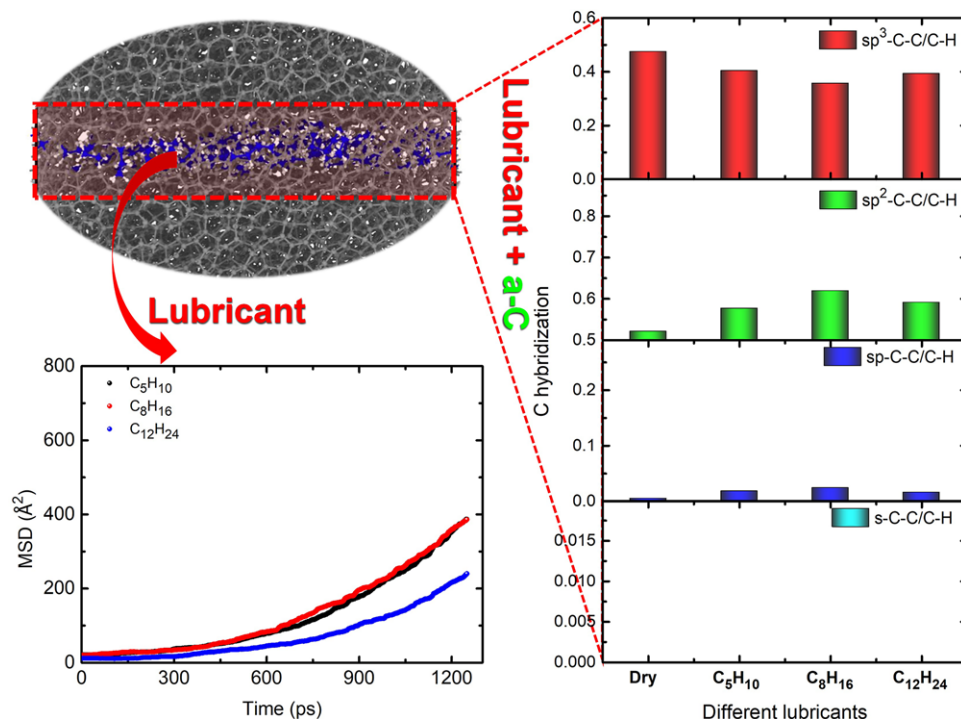 Lubricant
Lubricant + a-C
800
600
400
200
0
MSD (Å²)
C₅H₁₀
C₈H₁₆
C₁₂H₂₄
0
300
600
900
1200
Time (ps)
C hybridization
0.6
0.4
0.2
0.0
sp³-C-C/C-H
0.8
0.7
0.6
0.5
sp²-C-C/C-H
0.2
0.1
0.0
sp-C-C/C-H
0.015
0.010
0.005
0.000
s-C-C/C-H
Dry
C₅H₁₀
C₈H₁₆
C₁₂H₂₄
Different lubricants